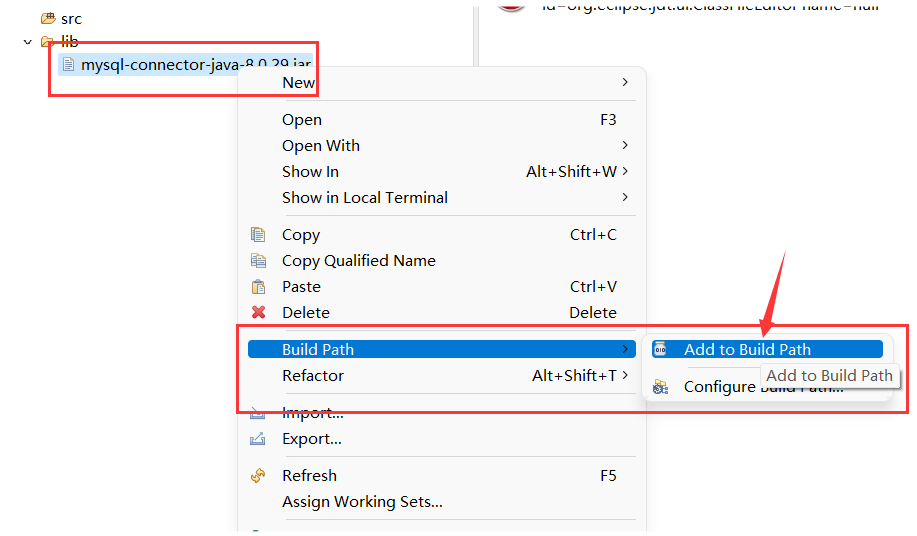 src
id=org.eclipse.jdt.ui.ClassFileEditor name=null
lib
mysql-connector-java-8.0.29.jar
New
Open F3
Open With
Show In Alt+Shift+W
Show in Local Terminal
Copy Ctrl+C
Copy Qualified Name
Paste Ctrl+V
Delete Delete
Build Path
Add to Build Path
Refactor Alt+Shift+T
Add to Build Path
Configure Build Path...
Import...
Export...
Refresh F5
Assign Working Sets...